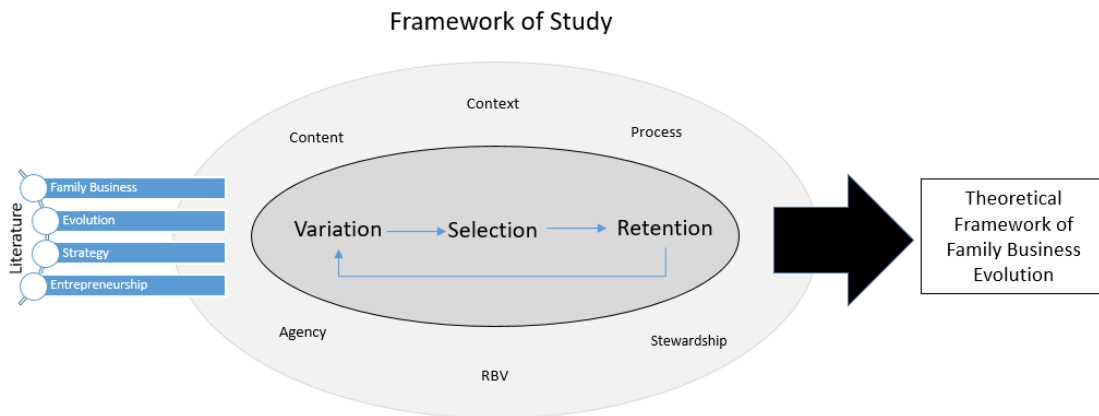 Framework of Study
Context
Content
Process
Literature
Family Business
Evolution
Strategy
Entrepreneurship
Variation
Selection
Retention
Agency
Stewardship
RBV
Theoretical
Framework of
Family Business
Evolution